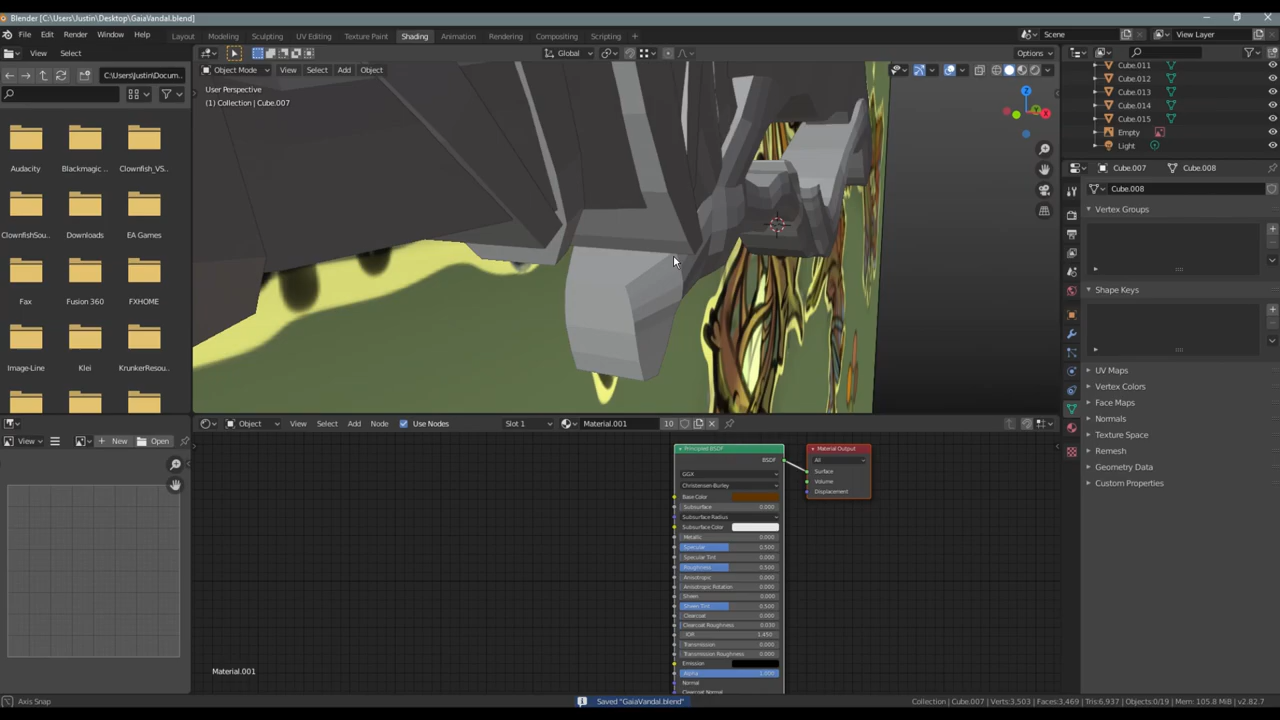 Blender [C:\Users\Justin\Desktop\GaiaVandal.blend]
File Edit Render Window Help Layout Modeling Sculpting UV Editing Texture Paint Shading Animation Rendering Compositing Scripting + Scene View Layer
View Select Global Options
C:\Users\Justin\Docum... Object Mode View Select Add Object
User Perspective
(1) Collection | Cube.007
Cube.011
Cube.012
Cube.013
Cube.014
Cube.015
Empty
Light
Audacity Blackmagic ... Clownfish_VS...
ClownfishSou... Downloads EA Games
Fax Fusion 360 FXHOME
Image-Line Klei KrunkerResou...
Cube.007 Cube.008
Cube.008
Vertex Groups
Shape Keys
UV Maps
Vertex Colors
Face Maps
Normals
Texture Space
Remesh
Geometry Data
Custom Properties
Object View Select Add Node Use Nodes Slot 1 Material.001 10
View New Open
Principled BSDF
BSDF
GGX
Christensen-Burley
Base Color
Subsurface 0.000
Subsurface Radius
Subsurface Color
Metallic 0.000
Specular 0.500
Specular Tint 0.000
Roughness 0.500
Anisotropic 0.000
Anisotropic Rotation 0.000
Sheen 0.000
Sheen Tint 0.500
Clearcoat 0.000
Clearcoat Roughness 0.030
IOR 1.450
Transmission 0.000
Transmission Roughness 0.000
Emission
Alpha 1.000
Normal
Clearcoat Normal
Material Output
All
Surface
Volume
Displacement
Material.001
Axis Snap Saved "GaiaVandal.blend" Collection | Cube.007 | Verts:3,503 | Faces:3,469 | Tris:6,937 | Objects:0/19 | Mem: 105.8 MiB | v2.82.7
X
Z